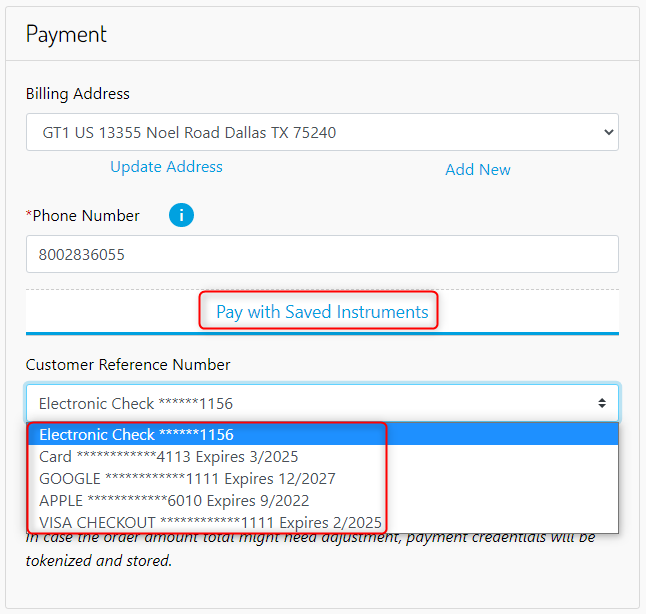 Payment
Billing Address
GT1 US 13355 Noel Road Dallas TX 75240
Update Address
Add New
*Phone Number i
8002836055
Pay with Saved Instruments
Customer Reference Number
Electronic Check ******1156
Electronic Check ******1156
Card ************4113 Expires 3/2025
GOOGLE ************1111 Expires 12/2027
APPLE ************6010 Expires 9/2022
VISA CHECKOUT ************1111 Expires 2/2025
In case the order amount total might need adjustment, payment credentials will be
tokenized and stored.